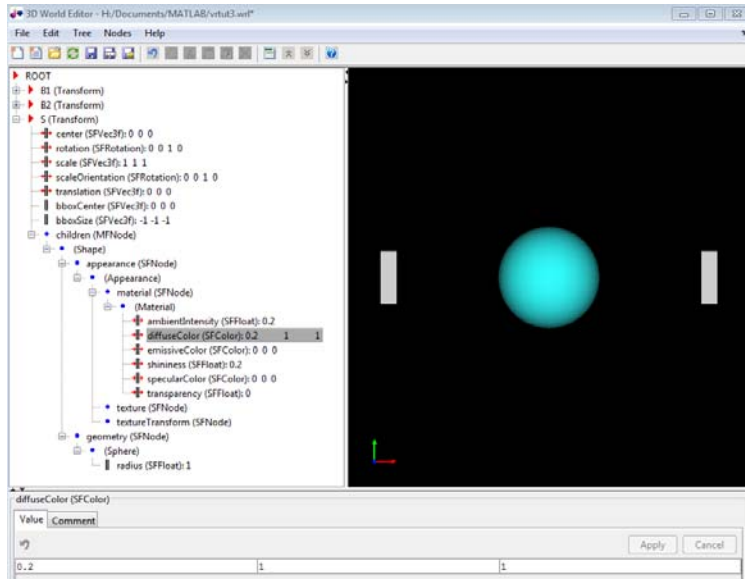 3D World Editor - H:/Documents/MATLAB/vrtut3.wrl*
File Edit Tree Nodes Help
ROOT
B1 (Transform)
B2 (Transform)
S (Transform)
center (SFVec3f): 0 0 0
rotation (SFRotation): 0 0 1 0
scale (SFVec3f): 1 1 1
scaleOrientation (SFRotation): 0 0 1 0
translation (SFVec3f): 0 0 0
bboxCenter (SFVec3f): 0 0 0
bboxSize (SFVec3f): -1 -1 -1
children (MFNode)
(Shape)
appearance (SFNode)
(Appearance)
material (SFNode)
(Material)
ambientIntensity (SFFloat): 0.2
diffuseColor (SFColor): 0.2 1 1
emissiveColor (SFColor): 0 0 0
shininess (SFFloat): 0.2
specularColor (SFColor): 0 0 0
transparency (SFFloat): 0
texture (SFNode)
textureTransform (SFNode)
geometry (SFNode)
(Sphere)
radius (SFFloat): 1
diffuseColor (SFColor)
Value Comment
Apply Cancel
0.2 1 1